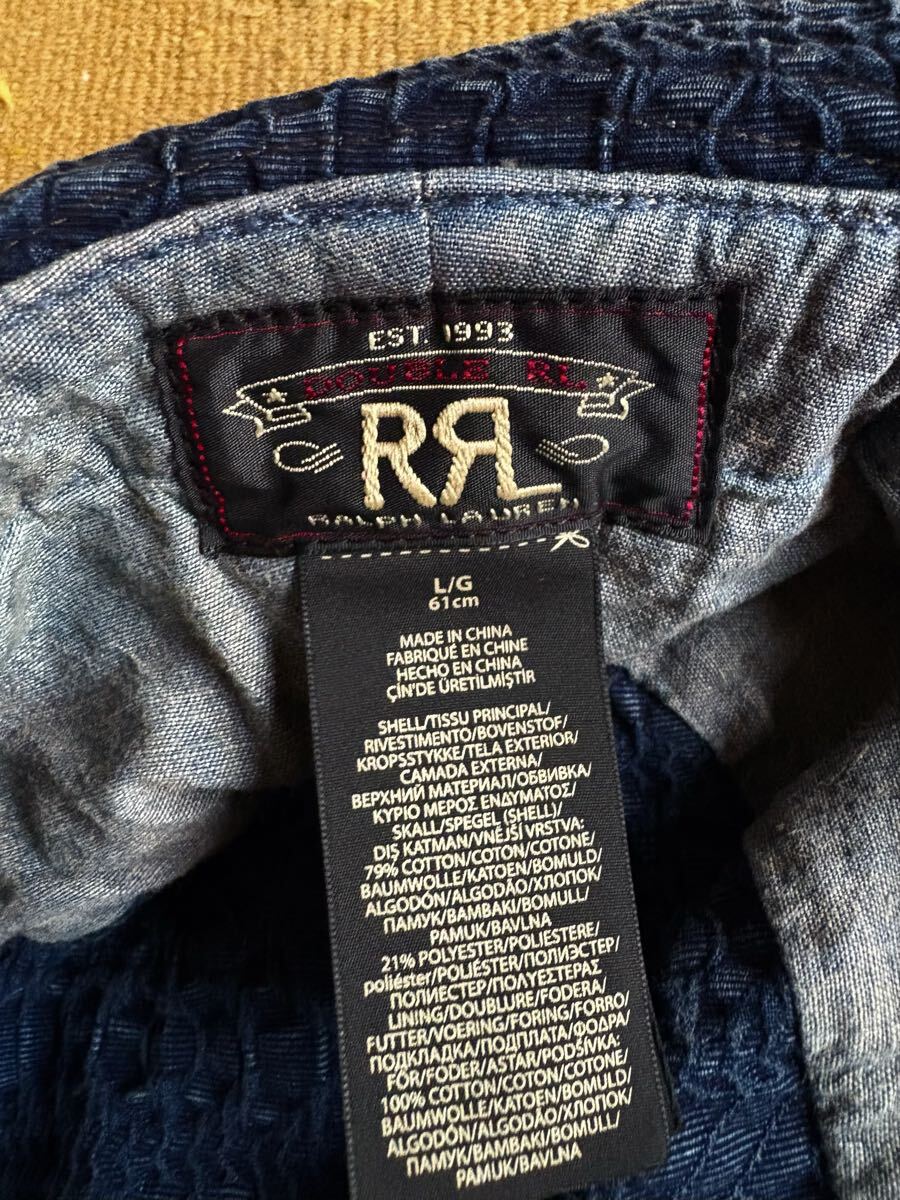 EST. 1993
DOUBLE RL
RRL
RALPH LAUREN
L/G
61cm
MADE IN CHINA
FABRIQUÉ EN CHINE
HECHO EN CHINA
ÇİN'DE ÜRETİLMİŞTİR
SHELL/TISSU PRINCIPAL/
RIVESTIMENTO/BOVENSTOF/
KROPSSTYKKE/TELA EXTERIOR/
CAMADA EXTERNA/
ВЕРХНИЙ МАТЕРИАЛ/ОБВИВКА/
ΚΥΡΙΟ ΜΕΡΟΣ ΕΝΔΥΜΑΤΟΣ/
SKALL/SPEGEL (SHELL)/
DIŞ KATMAN/VNĚJŠÍ VRSTVA:
79% COTTON/COTON/COTONE/
BAUMWOLLE/KATOEN/BOMULD/
ALGODÓN/ALGODÃO/ХЛОПОК/
ПАМУК/ΒΑΜΒΑΚΙ/BOMULL/
PAMUK/BAVLNA
21% POLYESTER/POLIESTERE/
poliéster/POLIÉSTER/ПОЛИЭСТЕР/
ПОЛИЕСТЕР/ΠΟΛΥΕΣΤΕΡΑΣ
LINING/DOUBLURE/FODERA/
FUTTER/VOERING/FORING/FORRO/
ПОДКЛАДКА/ПОДПЛАТА/ΦΟΔΡΑ/
FÔR/FODER/ASTAR/PODŠÍVKA:
100% COTTON/COTON/COTONE/
BAUMWOLLE/KATOEN/BOMULD/
ALGODÓN/ALGODÃO/ХЛОПОК/
ПАМУК/ΒΑΜΒΑΚΙ/BOMULL/
PAMUK/BAVLNA